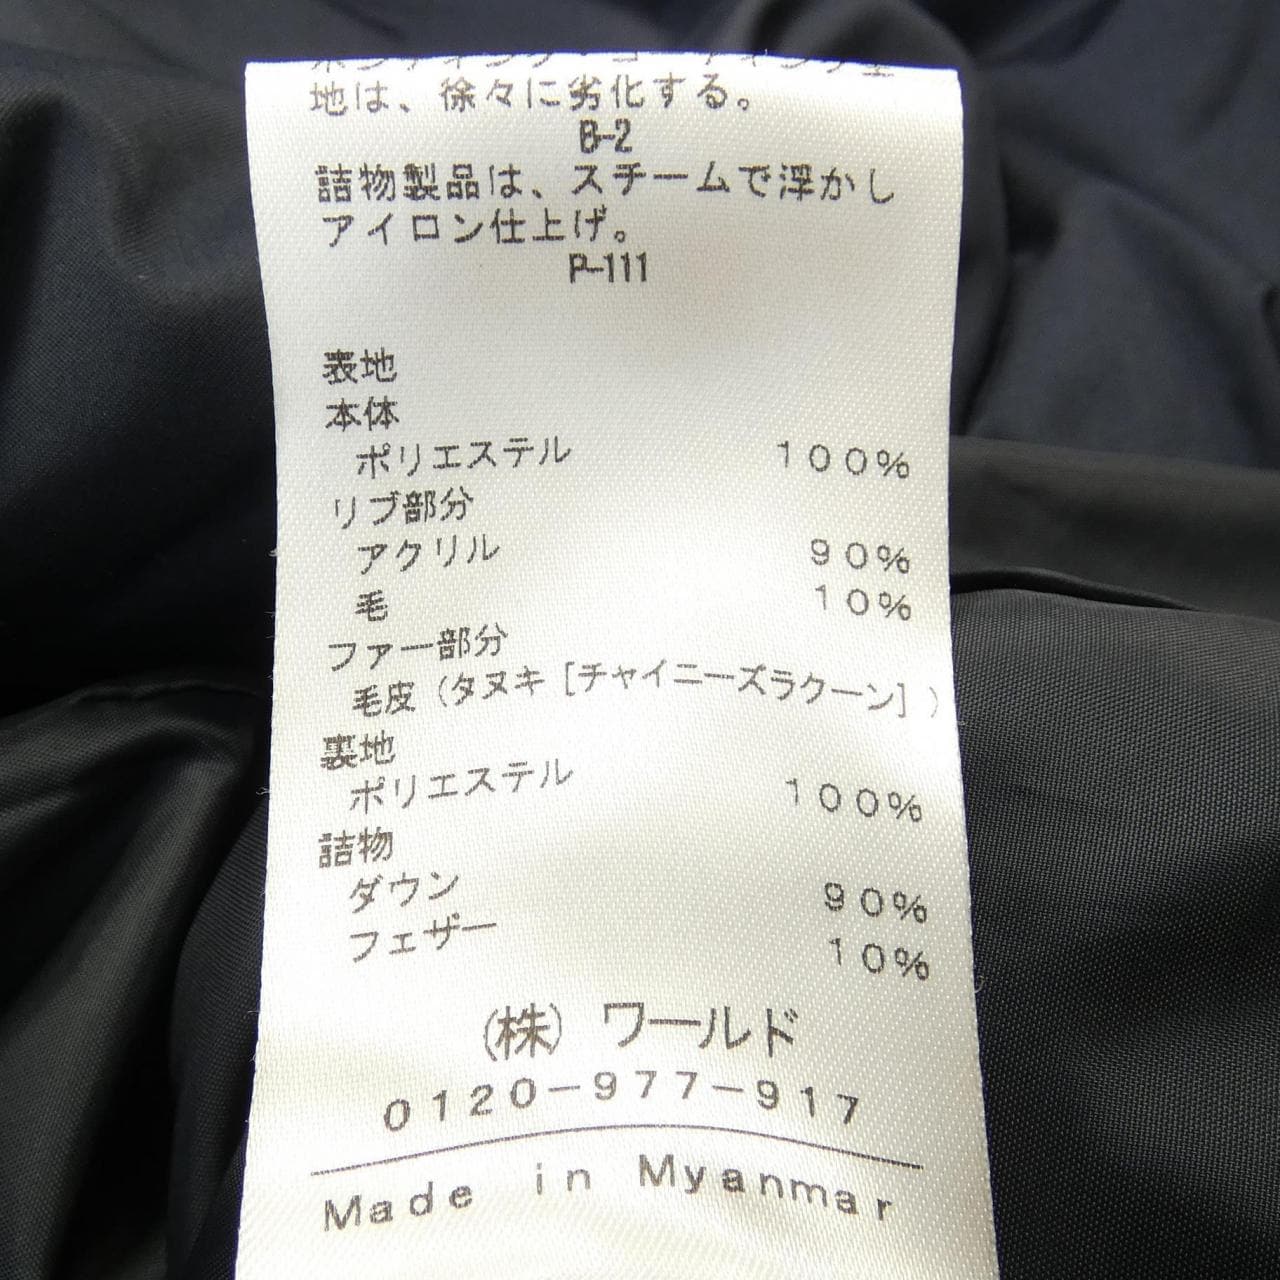 地は、徐々に劣化する。
B-2
詰物製品は、スチームで浮かし
アイロン仕上げ。
P-111
表地
本体
ポリエステル 100%
リブ部分
アクリル 90%
毛 10%
ファー部分
毛皮(タヌキ[チャイニーズラクーン])
裏地
ポリエステル 100%
詰物
ダウン 90%
フェザー 10%
(株)ワールド
0120-977-917
Made in Myanmar